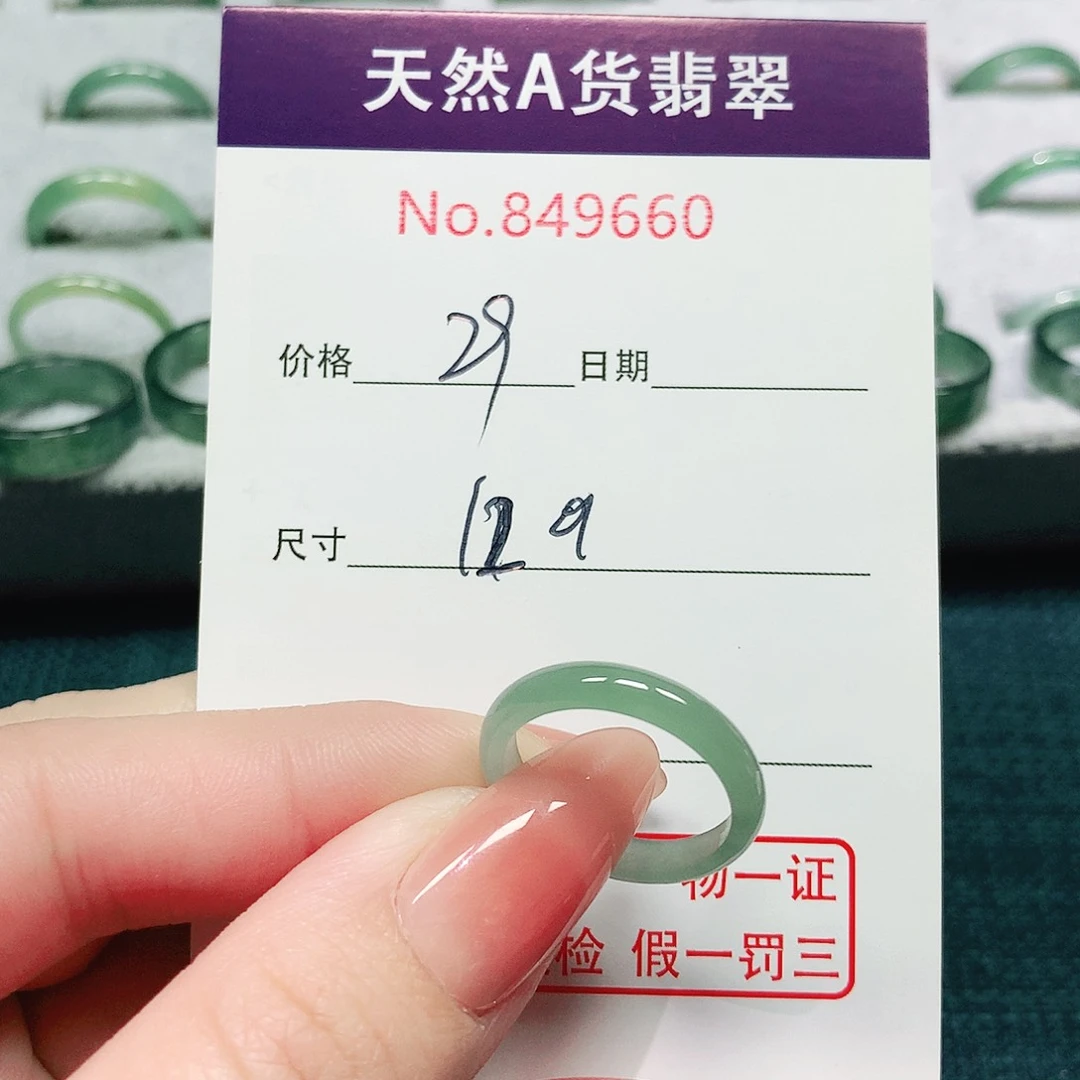 天然A货翡翠
No.849660
价格 29 日期
尺寸 12 9
物一证
检 假一罚三